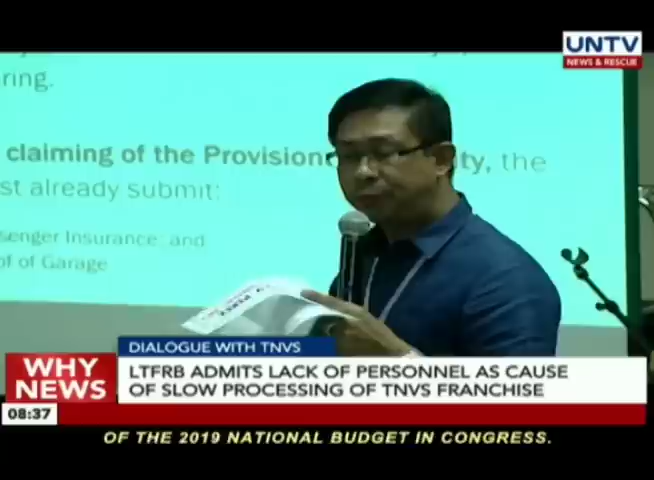 UNTV
NEWS & RESCUE
ring.
claiming of the Provision ty, the
st already submit:
senger Insurance; and
of of Garage
DIALOGUE WITH TNVS
WHY
NEWS
LTFRB ADMITS LACK OF PERSONNEL AS CAUSE
OF SLOW PROCESSING OF TNVS FRANCHISE
08:37
OF THE 2019 NATIONAL BUDGET IN CONGRESS.